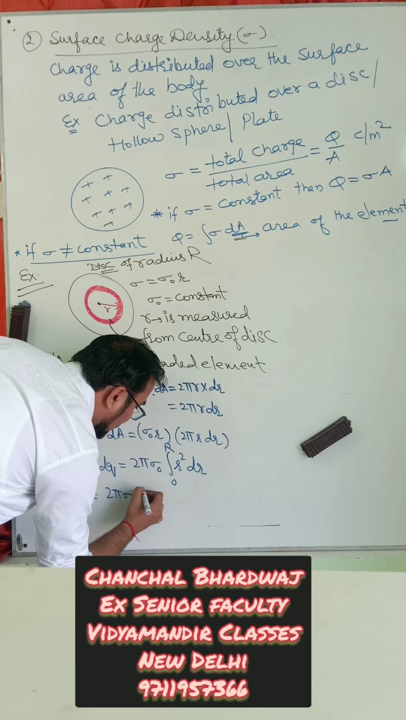 ② Surface Charge Density (σ)
Charge is distributed over the surface
area of the body
Ex Charge distributed over a disc /
Hollow sphere / Plate
σ = total charge / total area = Q/A c/m²
+ + + + + + + + +
* if σ = constant then Q = σA
* if σ ≠ constant Q = ∫σ dA → area of the element
Ex. Disc of radius R
σ = σ₀r
σ₀ = constant
r
r → is measured
from centre of disc.
element
dA = 2πr x dr
= 2πr dr
dA = (σ₀r) (2πr dr)
dq = 2πσ₀ ∫₀ᴿ r² dr
= 2πσ
Chanchal Bhardwaj
Ex Senior faculty
Vidyamandir Classes
New Delhi
9711957366